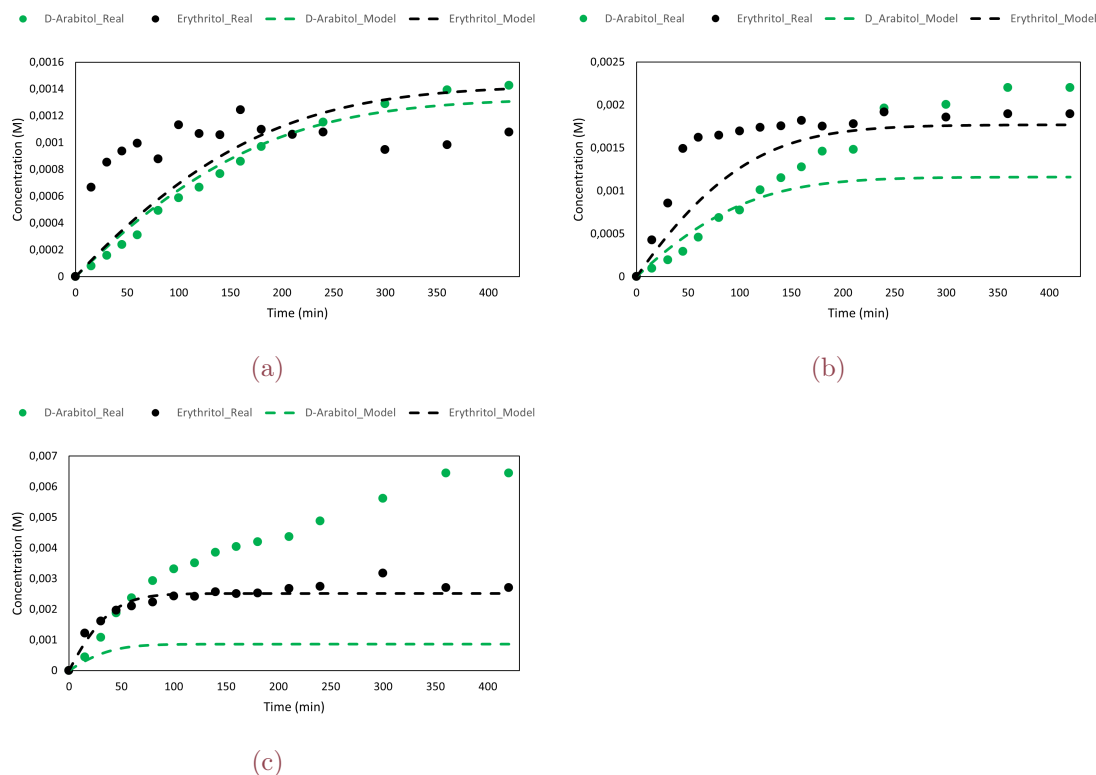 D-Arabitol_Real Erythritol_Real D-Arabitol_Model Erythritol_Model
0,0016
0,0014
0,0012
0,001
0,0008
0,0006
0,0004
0,0002
0
Concentration (M)
0 50 100 150 200 250 300 350 400
Time (min)
(a)
D-Arabitol_Real Erythritol_Real D_Arabitol_Model Erythritol_Model
0,0025
0,002
0,0015
0,001
0,0005
0
Concentration (M)
0 50 100 150 200 250 300 350 400
Time (min)
(b)
D-Arabitol_Real Erythritol_Real D-Arabitol_Model Erythritol_Model
0,007
0,006
0,005
0,004
0,003
0,002
0,001
0
Concentration (M)
0 50 100 150 200 250 300 350 400
Time (min)
(c)